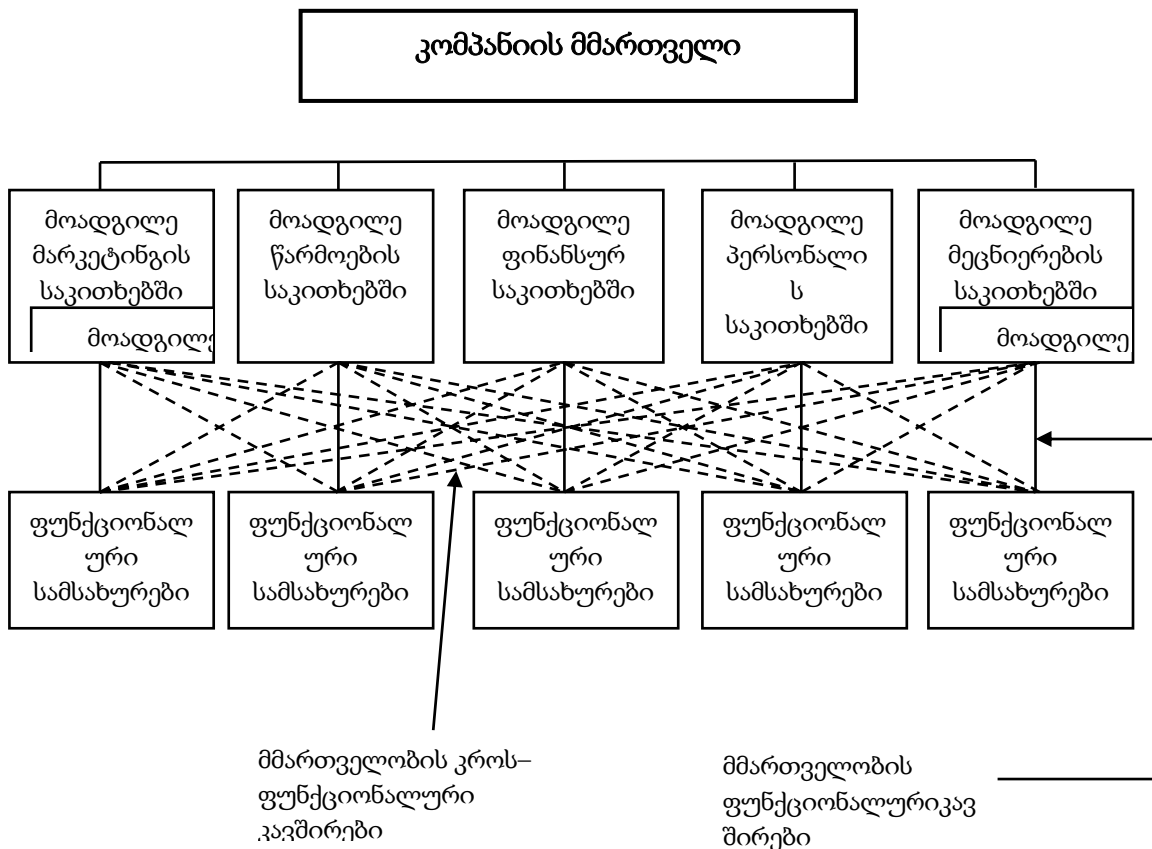 კომპანიის მმართველი
მოადგილე
მარკეტინგის
საკითხებში
მოადგილე
მოადგილე
წარმოების
საკითხებში
მოადგილე
ფინანსურ
საკითხებში
მოადგილე
პერსონალი
ს
საკითხებში
მოადგილე
მეცნიერების
საკითხებში
მოადგილე
ფუნქციონალ
ური
სამსახურები
ფუნქციონალ
ური
სამსახურები
ფუნქციონალ
ური
სამსახურები
ფუნქციონალ
ური
სამსახურები
ფუნქციონალ
ური
სამსახურები
მმართველობის კროს–
ფუნქციონალური
კავშირები
მმართველობის
ფუნქციონალურიკავ
შირები